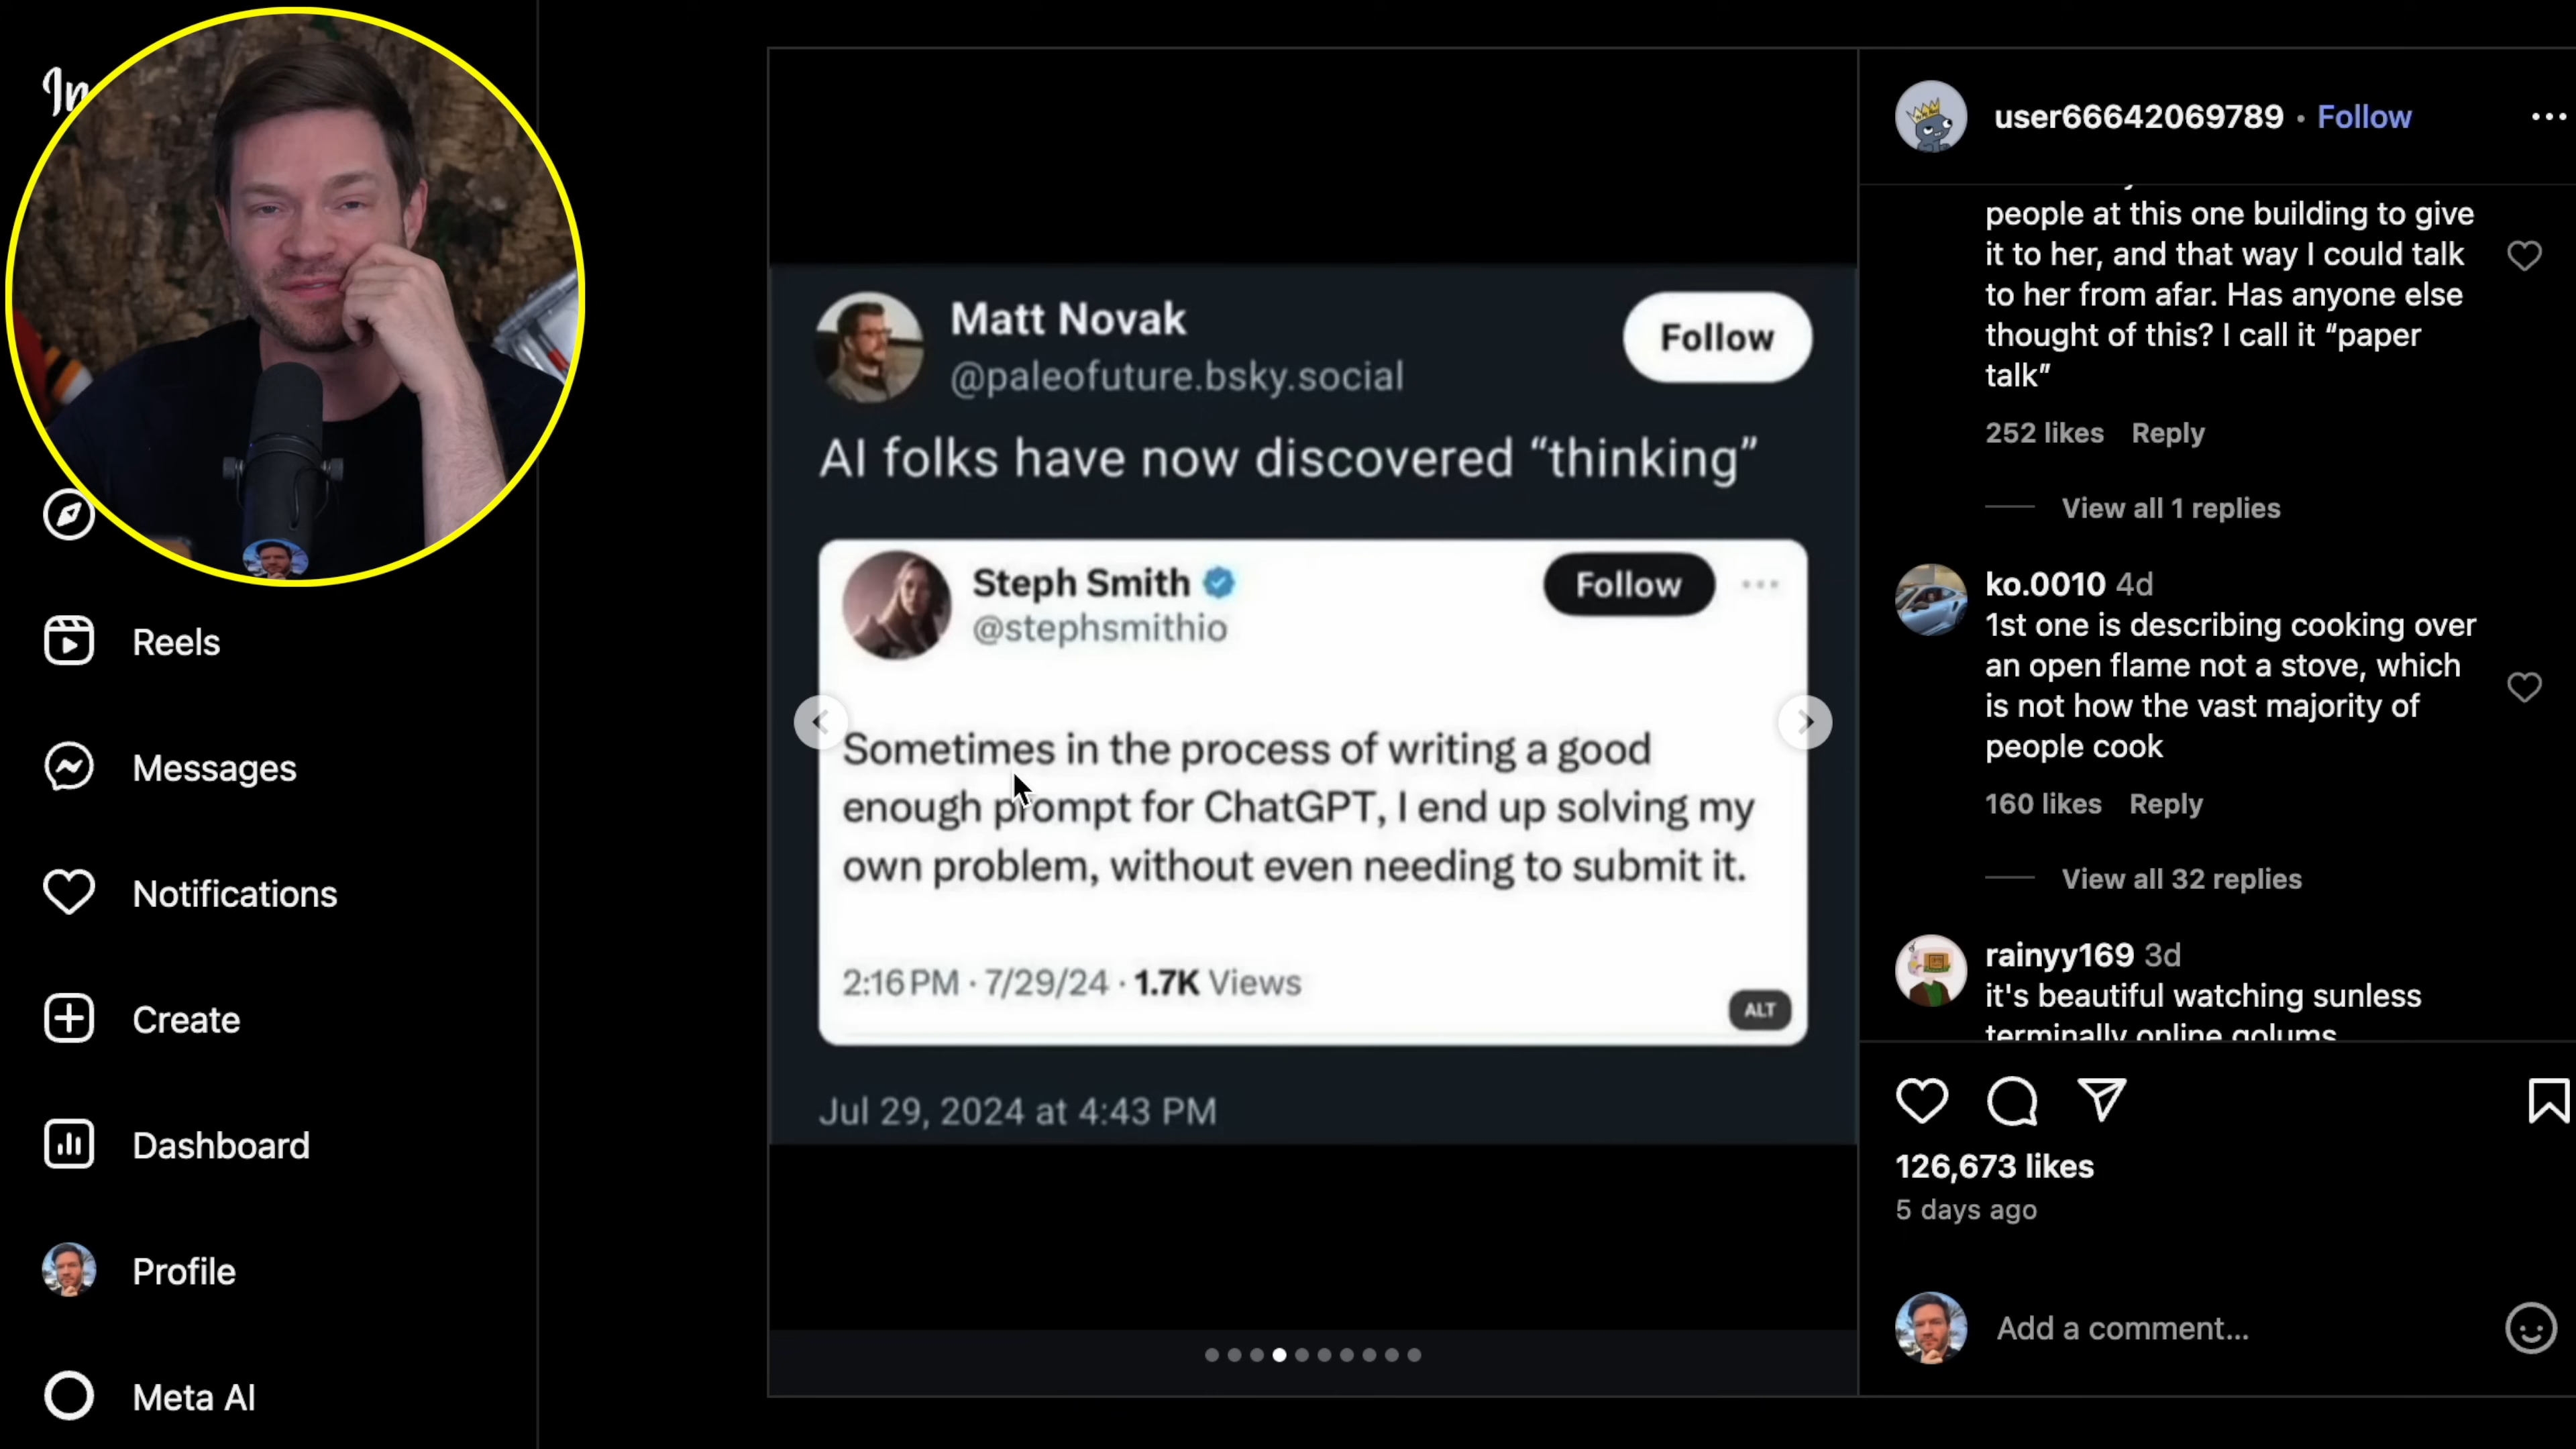 In
Reels
Messages
Notifications
Create
Dashboard
Profile
Meta AI
Matt Novak
@paleofuture.bsky.social
Follow
AI folks have now discovered “thinking”
Steph Smith
@stephsmithio
Follow
Sometimes in the process of writing a good
enough prompt for ChatGPT, I end up solving my
own problem, without even needing to submit it.
2:16 PM · 7/29/24 · 1.7K Views
ALT
Jul 29, 2024 at 4:43 PM
user66642069789 • Follow
people at this one building to give
it to her, and that way I could talk
to her from afar. Has anyone else
thought of this? I call it “paper
talk”
252 likes Reply
View all 1 replies
ko.0010 4d
1st one is describing cooking over
an open flame not a stove, which
is not how the vast majority of
people cook
160 likes Reply
View all 32 replies
rainyy169 3d
it's beautiful watching sunless
terminally online golums
126,673 likes
5 days ago
Add a comment...